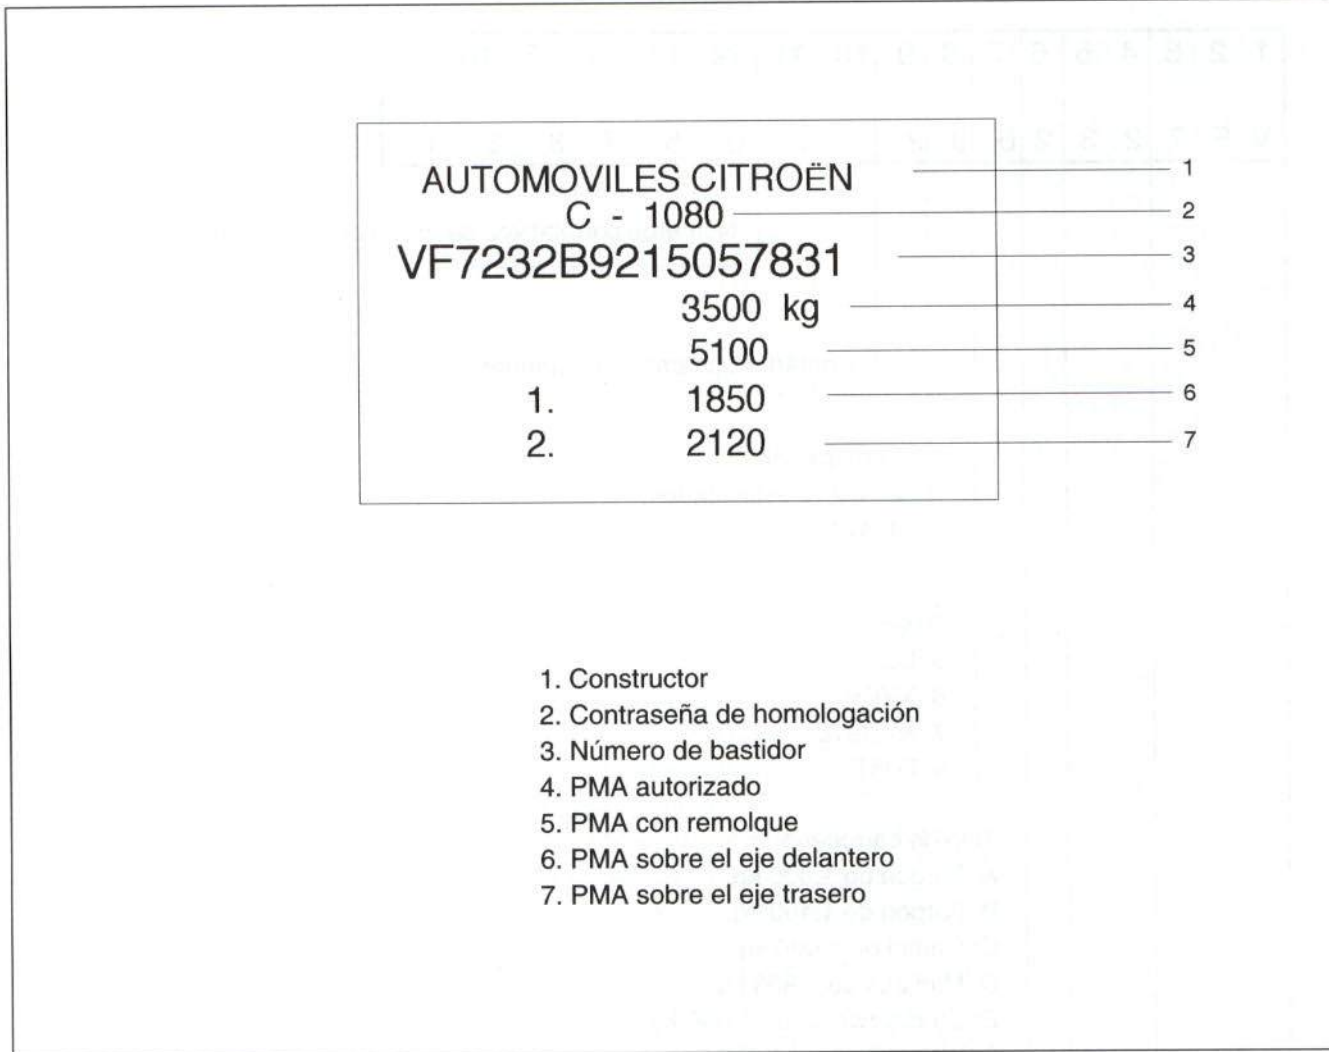 AUTOMOVILES CITROËN 1
C - 1080 2
VF7232B9215057831 3
3500 kg 4
5100 5
1. 1850 6
2. 2120 7
1. Constructor
2. Contraseña de homologación
3. Número de bastidor
4. PMA autorizado
5. PMA con remolque
6. PMA sobre el eje delantero
7. PMA sobre el eje trasero